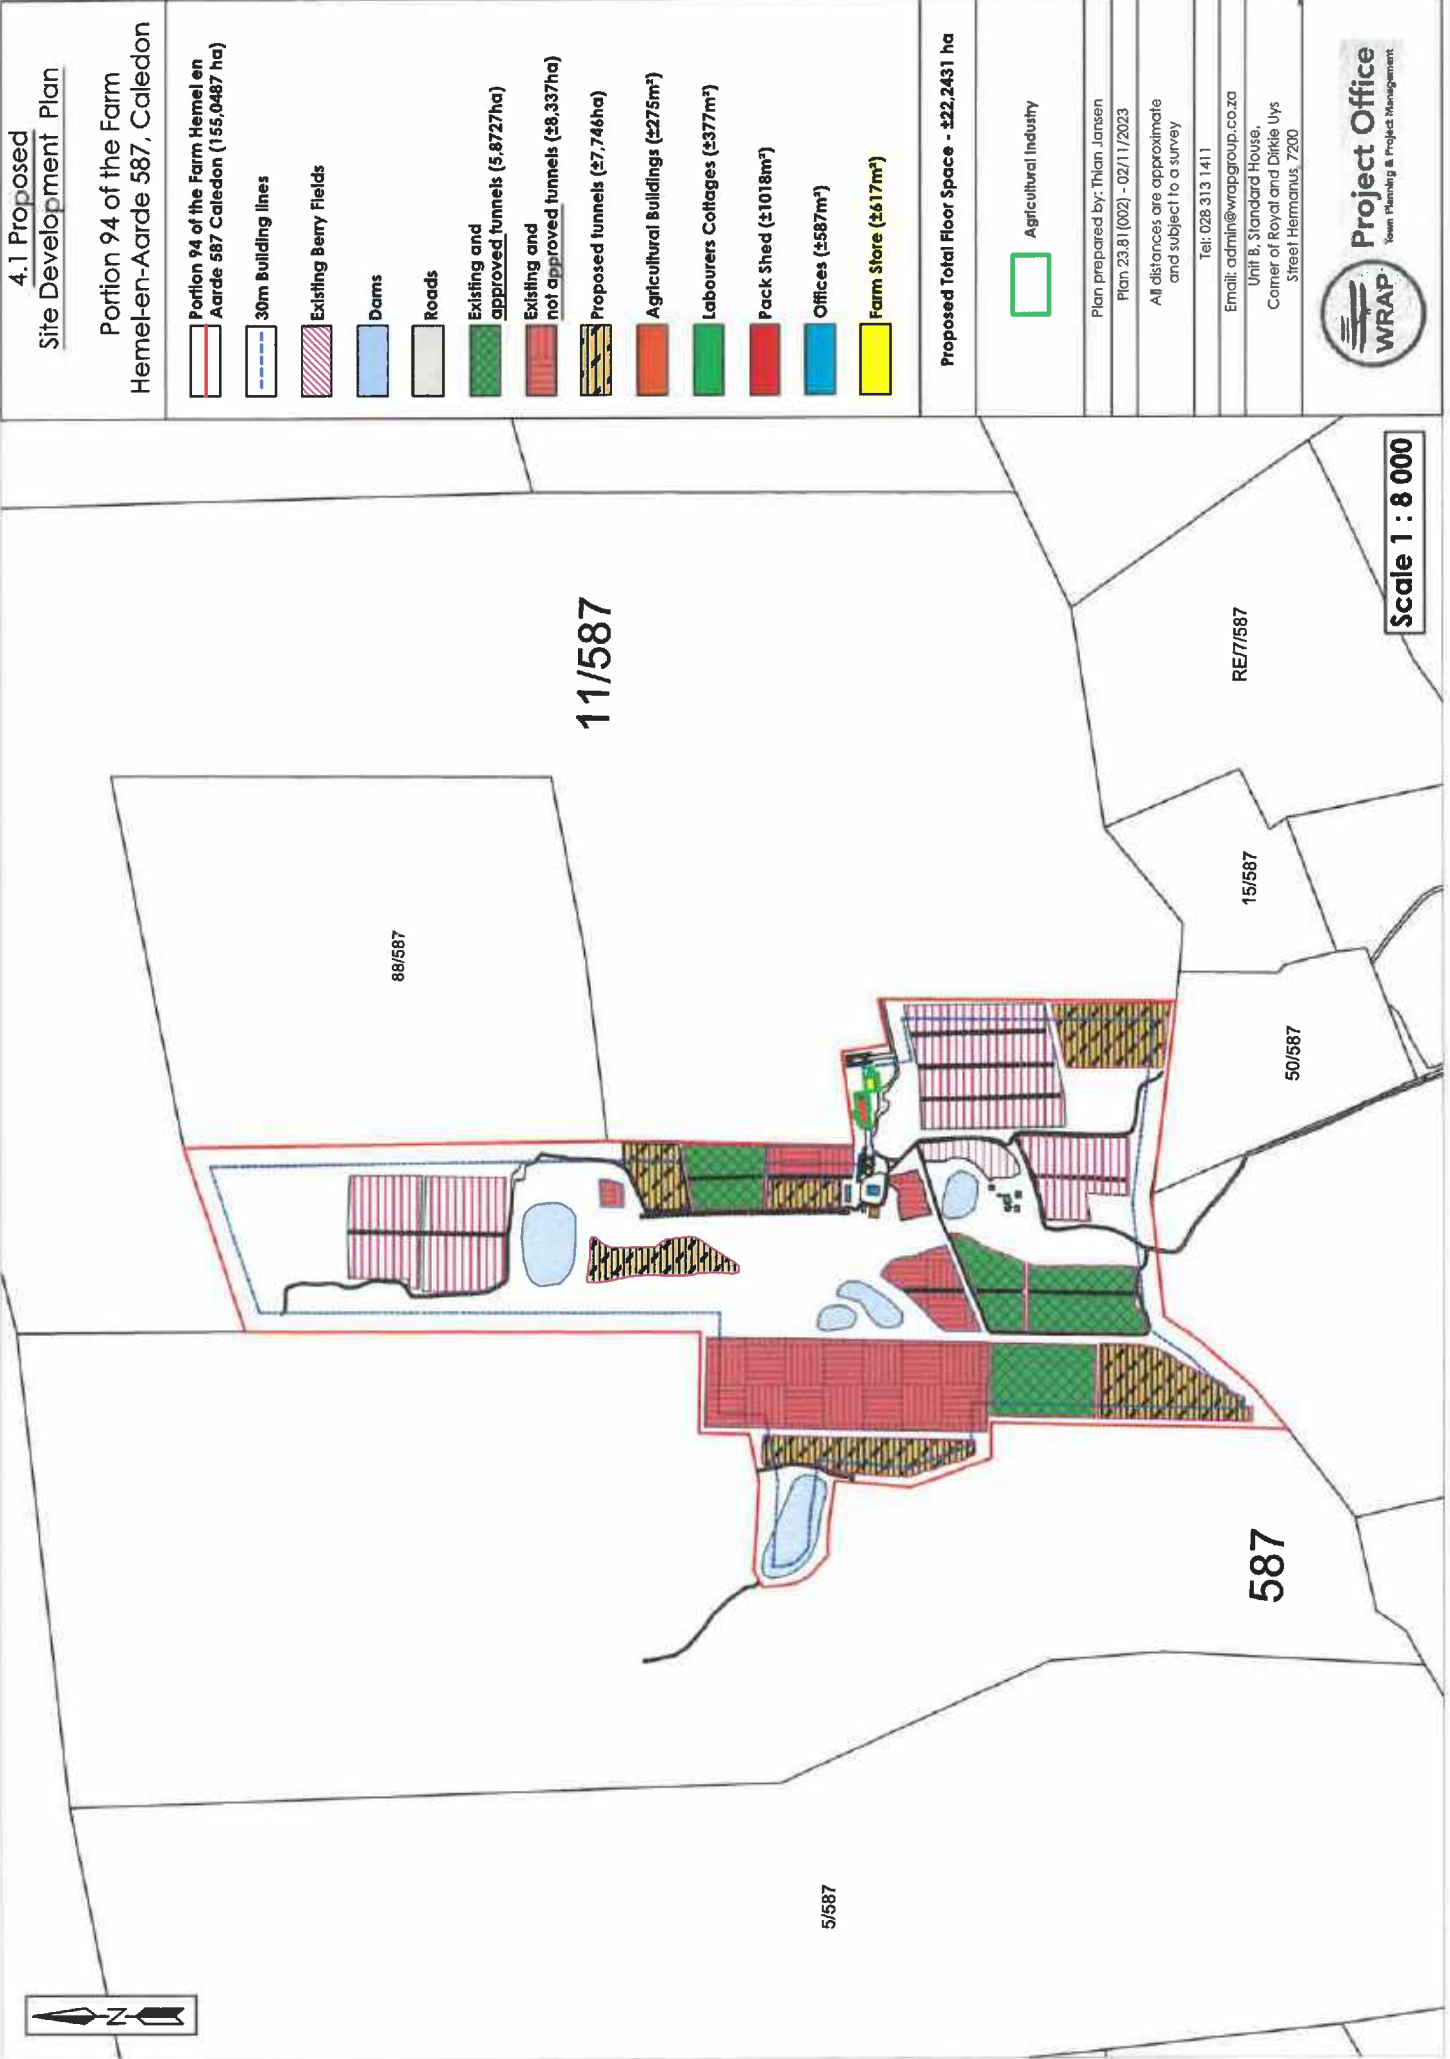 4.1 Proposed
Site Development Plan
Portion 94 of the Farm
Hemel-en-Aarde 587, Caledon
Portion 94 of the Farm Hemel en
Aarde 587 Caledon (155,0487 ha)
30m Building lines
Existing Berry Fields
Dams
Roads
Existing and
approved tunnels (5,8727ha)
Existing and
not approved tunnels (±8,337ha)
Proposed tunnels (±7,746ha)
Agricultural Buildings (±275m²)
Labourers Cottages (±377m²)
Pack Shed (±1018m²)
Offices (±587m²)
Farm Store (±617m²)
Proposed Total Floor Space - ±22,2431 ha
Agricultural Industry
Plan prepared by: Thian Jansen
Plan 23.81(002) - 02/11/2023
All distances are approximate
and subject to a survey
Tel: 028 313 1411
Email: admin@wrapgroup.co.za
Unit B, Standard House,
Corner of Royal and Dirkie Uys
Street Hermanus, 7200
WRAP
Project Office
Town Planning & Project Management
N
88/587
11/587
5/587
587
50/587
15/587
RE/7/587
Scale 1 : 8 000